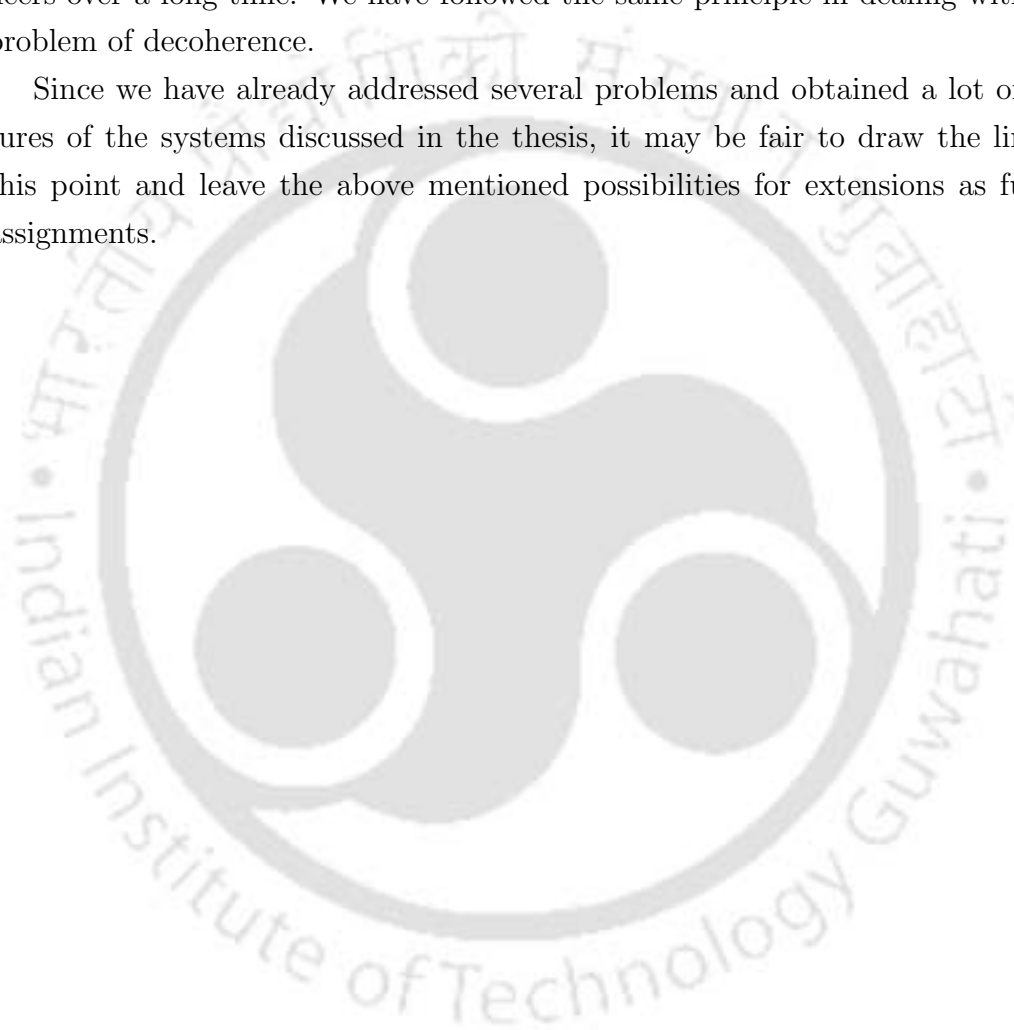 neers over a long time. We have followed the same principle in dealing with
problem of decoherence.
Since we have already addressed several problems and obtained a lot of
ures of the systems discussed in the thesis, it may be fair to draw the lin
his point and leave the above mentioned possibilities for extensions as fu
assignments.
भारतीय प्रौद्योगिकी संस्थान गुवाहाटी
• Indian Institute of Technology Guwahati •